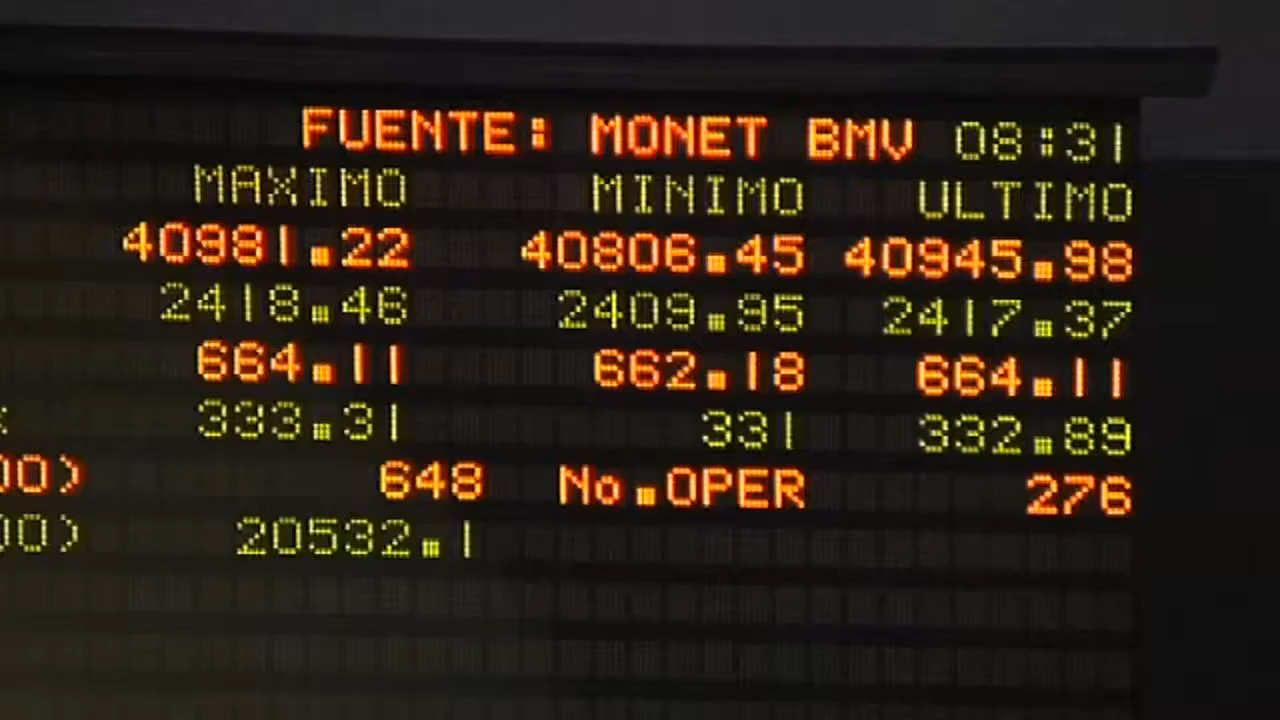 FUENTE: MONET BMV 08:31
MAXIMO MINIMO ULTIMO
40981.22 40806.45 40945.98
2418.46 2409.95 2417.37
664.11 662.18 664.11
333.31 331 332.89
00) 648 No.OPER 276
00) 20532.1